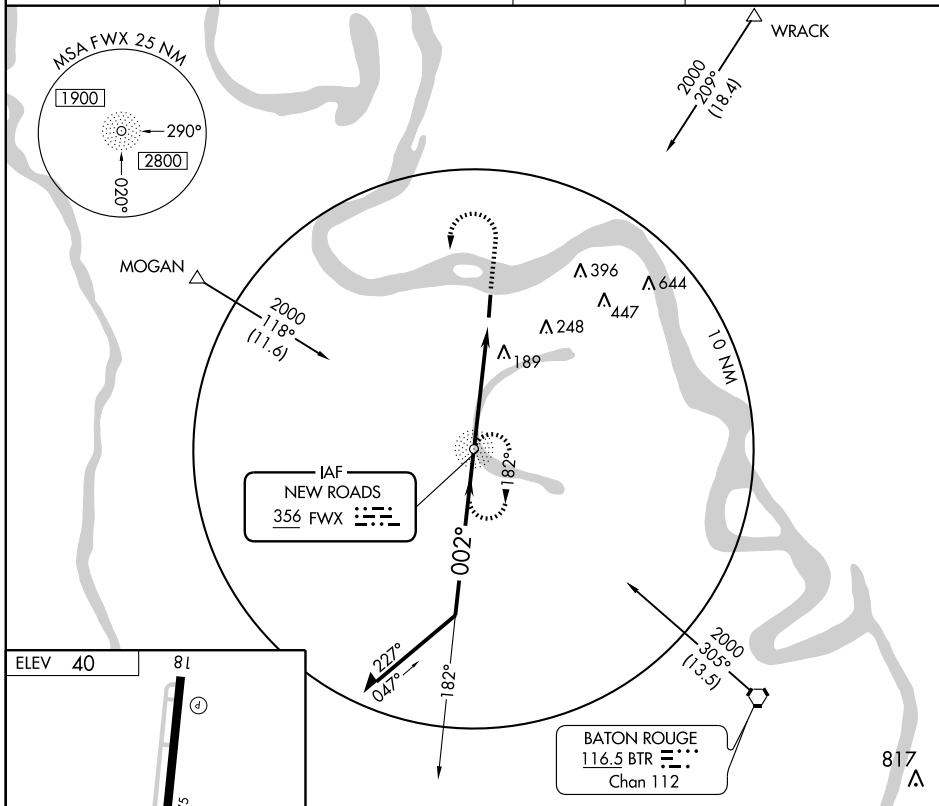 MSA FWX 25 NM
1900
290°
2800
020°
WRACK
2000
209°
(18.4)
MOGAN
2000
118°
(11.6)
396
644
447
248
189
10 NM
IAF
NEW ROADS
356 FWX
182°
002°
227°
047°
182°
2000
305°
(13.5)
BATON ROUGE
116.5 BTR
Chan 112
817
ELEV 40
18
P